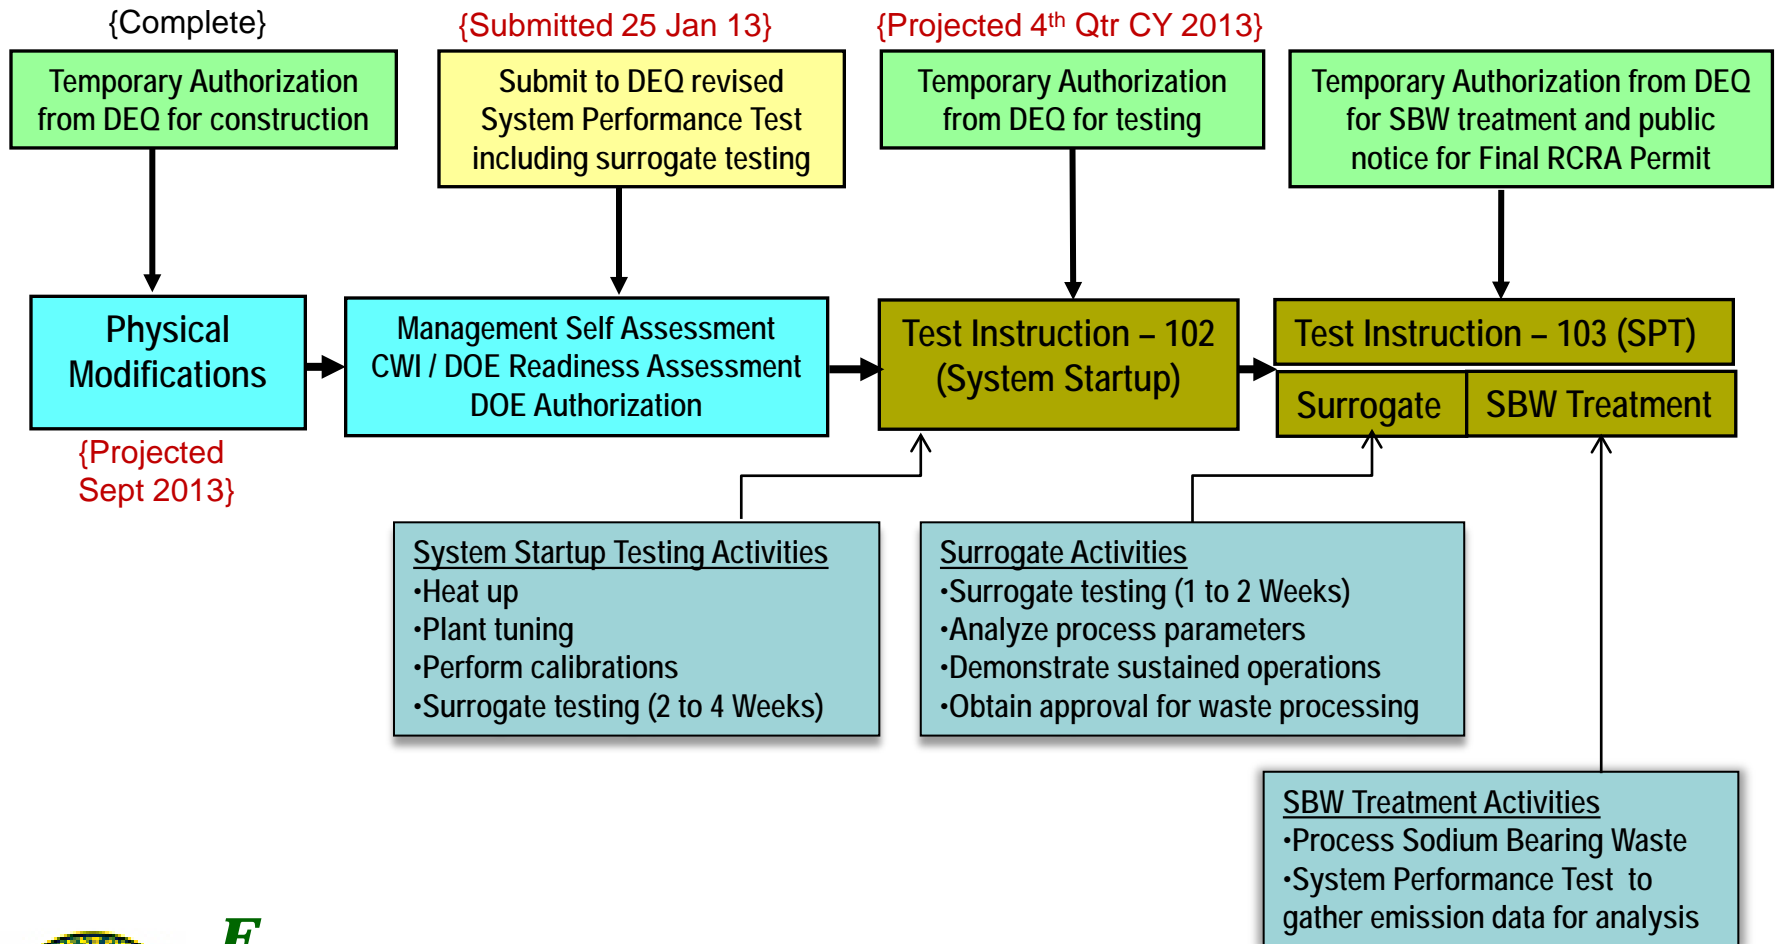 {Complete}
{Submitted 25 Jan 13}
{Projected 4th Qtr CY 2013}
Temporary Authorization
from DEQ for construction
Submit to DEQ revised
System Performance Test
including surrogate testing
Temporary Authorization
from DEQ for testing
Temporary Authorization from DEQ
for SBW treatment and public
notice for Final RCRA Permit
Physical
Modifications
{Projected
Sept 2013}
Management Self Assessment
CWI / DOE Readiness Assessment
DOE Authorization
Test Instruction – 102
(System Startup)
Test Instruction – 103 (SPT)
Surrogate
SBW Treatment
System Startup Testing Activities
•Heat up
•Plant tuning
•Perform calibrations
•Surrogate testing (2 to 4 Weeks)
Surrogate Activities
•Surrogate testing (1 to 2 Weeks)
•Analyze process parameters
•Demonstrate sustained operations
•Obtain approval for waste processing
SBW Treatment Activities
•Process Sodium Bearing Waste
•System Performance Test  to
gather emission data for analysis